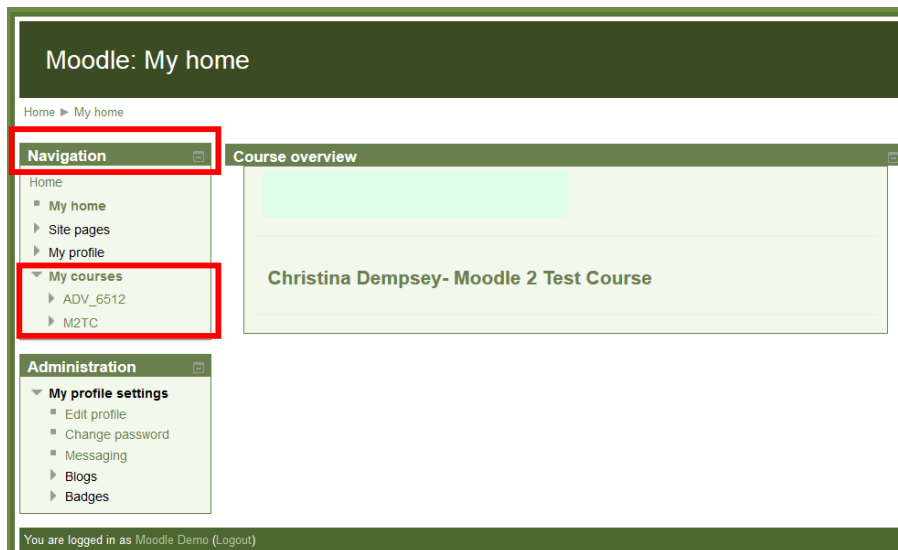 Moodle: My home
Home ► My home
Navigation
Home
My home
Site pages
My profile
My courses
ADV_6512
M2TC
Course overview
Christina Dempsey- Moodle 2 Test Course
Administration
My profile settings
Edit profile
Change password
Messaging
Blogs
Badges
You are logged in as Moodle Demo (Logout)